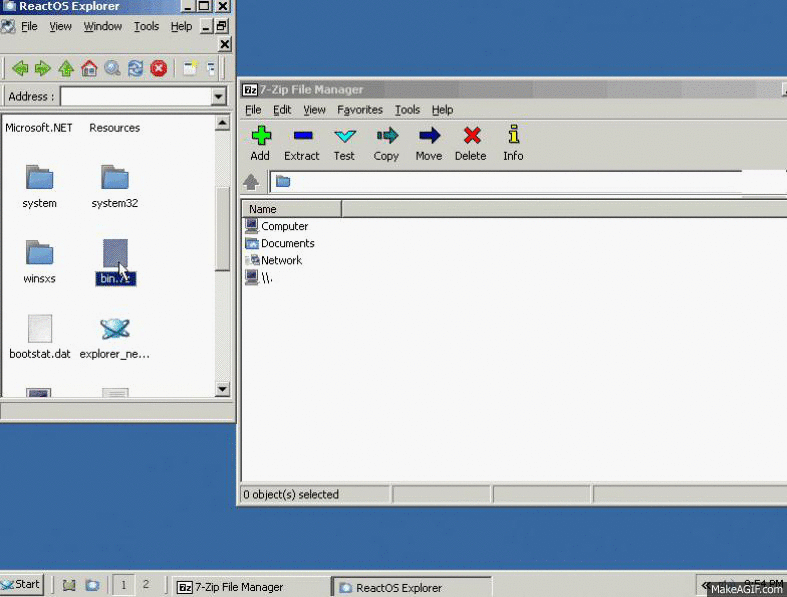 ReactOS Explorer
File View Window Tools Help
Address :
Microsoft.NET Resources
system system32
winsxs bin.7z
bootstat.dat explorer_ne...
7z 7-Zip File Manager
File Edit View Favorites Tools Help
Add Extract Test Copy Move Delete Info
Name
Computer
Documents
Network
\\.
0 object(s) selected
Start 1 2 7z 7-Zip File Manager ReactOS Explorer
MakeAGIF.com